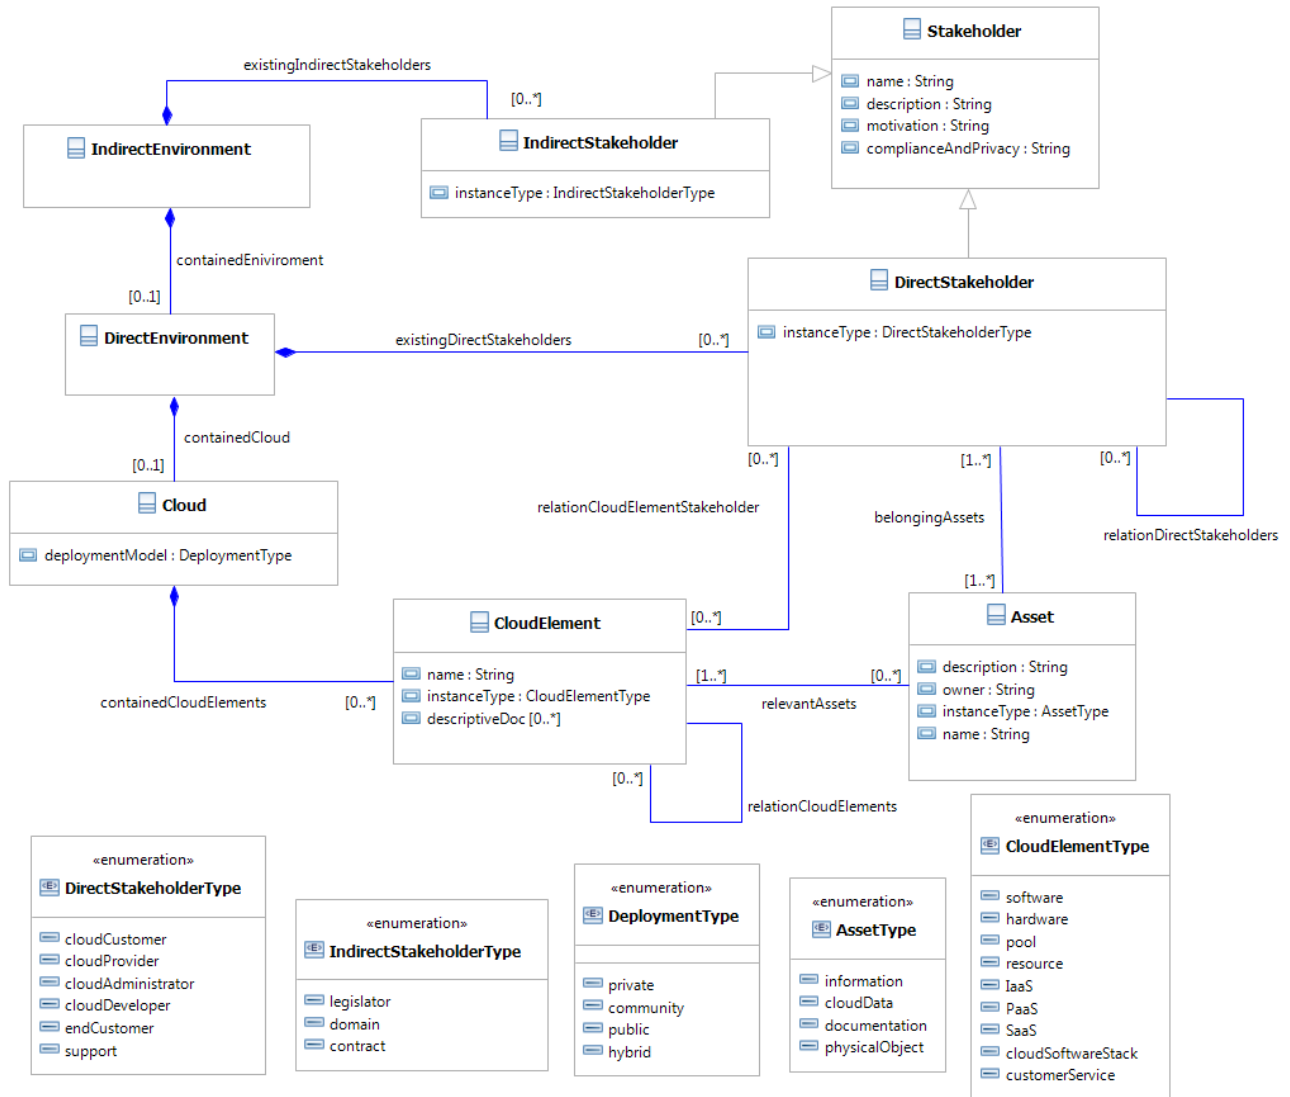 Stakeholder
name : String
description : String
motivation : String
complianceAndPrivacy : String
existingIndirectStakeholders
[0..*]
IndirectEnvironment
IndirectStakeholder
instanceType : IndirectStakeholderType
containedEniviroment
[0..1]
DirectEnvironment
existingDirectStakeholders
[0..*]
DirectStakeholder
instanceType : DirectStakeholderType
containedCloud
[0..1]
[0..*]
[1..*]
[0..*]
relationCloudElementStakeholder
belongingAssets
relationDirectStakeholders
Cloud
deploymentModel : DeploymentType
[1..*]
CloudElement
name : String
instanceType : CloudElementType
descriptiveDoc [0..*]
[0..*]
[1..*]
[0..*]
relevantAssets
Asset
description : String
owner : String
instanceType : AssetType
name : String
containedCloudElements
[0..*]
[0..*]
relationCloudElements
«enumeration»
DirectStakeholderType
cloudCustomer
cloudProvider
cloudAdministrator
cloudDeveloper
endCustomer
support
«enumeration»
IndirectStakeholderType
legislator
domain
contract
«enumeration»
DeploymentType
private
community
public
hybrid
«enumeration»
AssetType
information
cloudData
documentation
physicalObject
«enumeration»
CloudElementType
software
hardware
pool
resource
IaaS
PaaS
SaaS
cloudSoftwareStack
customerService